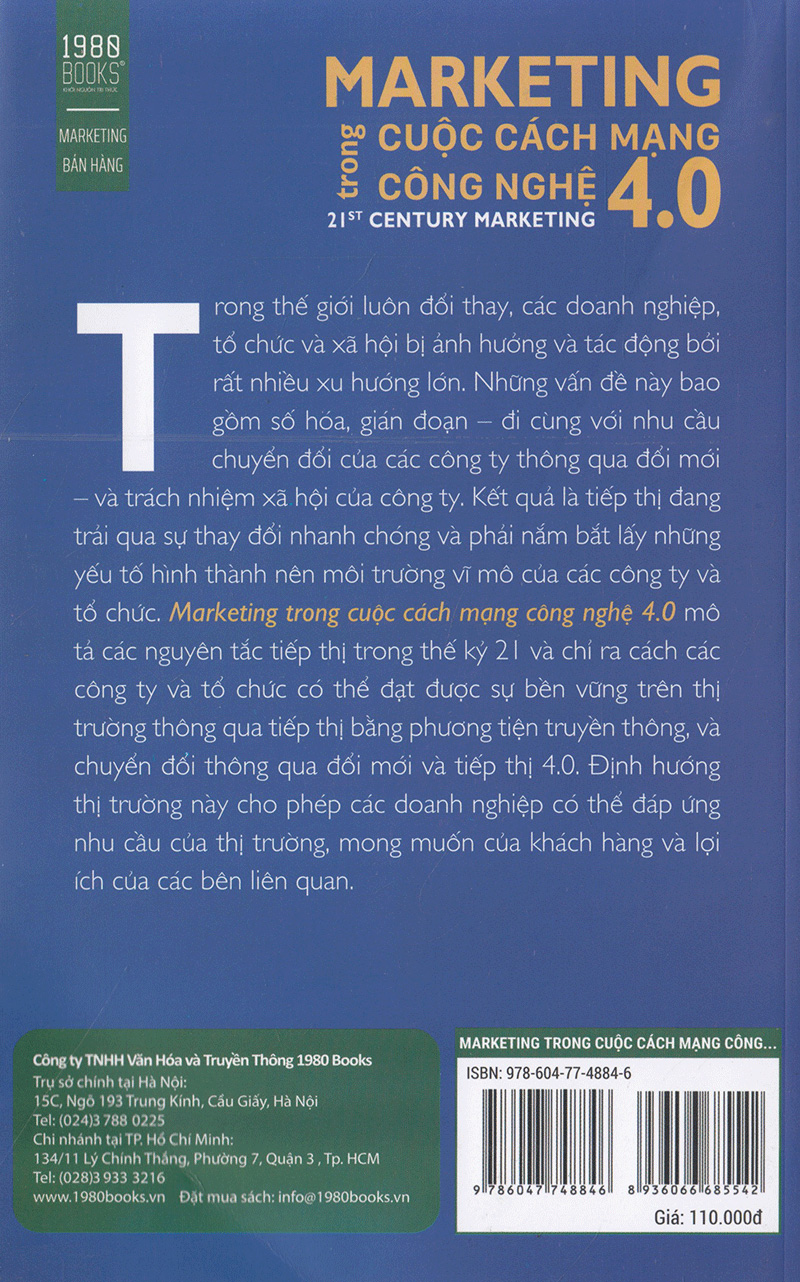 1980
BOOKS®
KHƠI NGUỒN TRI THỨC
MARKETING
BÁN HÀNG
MARKETING
trong CUỘC CÁCH MẠNG
CÔNG NGHỆ 4.0
21ST CENTURY MARKETING
Trong thế giới luôn đổi thay, các doanh nghiệp,
tổ chức và xã hội bị ảnh hưởng và tác động bởi
rất nhiều xu hướng lớn. Những vấn đề này bao
gồm số hóa, gián đoạn – đi cùng với nhu cầu
chuyển đổi của các công ty thông qua đổi mới
– và trách nhiệm xã hội của công ty. Kết quả là tiếp thị đang
trải qua sự thay đổi nhanh chóng và phải nắm bắt lấy những
yếu tố hình thành nên môi trường vĩ mô của các công ty và
tổ chức. Marketing trong cuộc cách mạng công nghệ 4.0 mô
tả các nguyên tắc tiếp thị trong thế kỷ 21 và chỉ ra cách các
công ty và tổ chức có thể đạt được sự bền vững trên thị
trường thông qua tiếp thị bằng phương tiện truyền thông, và
chuyển đổi thông qua đổi mới và tiếp thị 4.0. Định hướng
thị trường này cho phép các doanh nghiệp có thể đáp ứng
nhu cầu của thị trường, mong muốn của khách hàng và lợi
ích của các bên liên quan.
Công ty TNHH Văn Hóa và Truyền Thông 1980 Books
Trụ sở chính tại Hà Nội:
15C, Ngõ 193 Trung Kính, Cầu Giấy, Hà Nội
Tel: (024)3 788 0225
Chi nhánh tại TP. Hồ Chí Minh:
134/11 Lý Chính Thắng, Phường 7, Quận 3 , Tp. HCM
Tel: (028)3 933 3216
www.1980books.vn Đặt mua sách: info@1980books.vn
MARKETING TRONG CUỘC CÁCH MẠNG CÔNG...
ISBN: 978-604-77-4884-6
9 786047 748846
8 936066 685542
Giá: 110.000đ